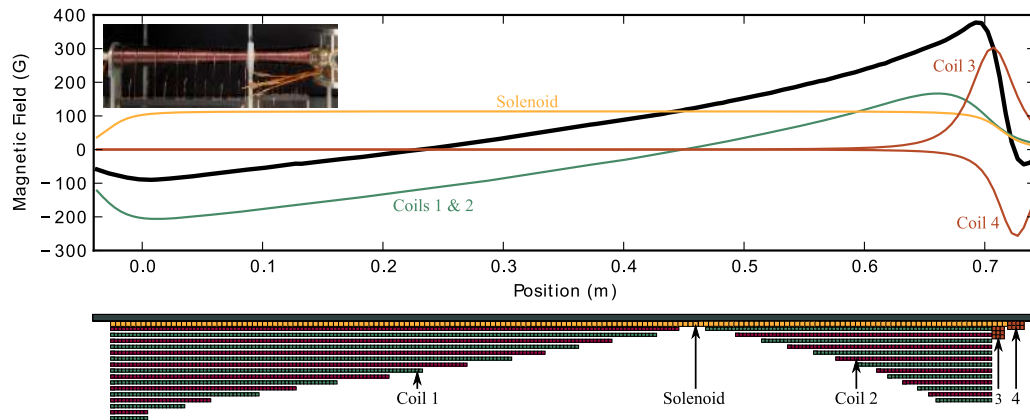 400
300
200
100
0
−100
−200
−300
Magnetic Field (G)
Solenoid
Coil 3
Coils 1 & 2
Coil 4
0.0 0.1 0.2 0.3 0.4 0.5 0.6 0.7
Position (m)
Coil 1 Solenoid Coil 2 3 4